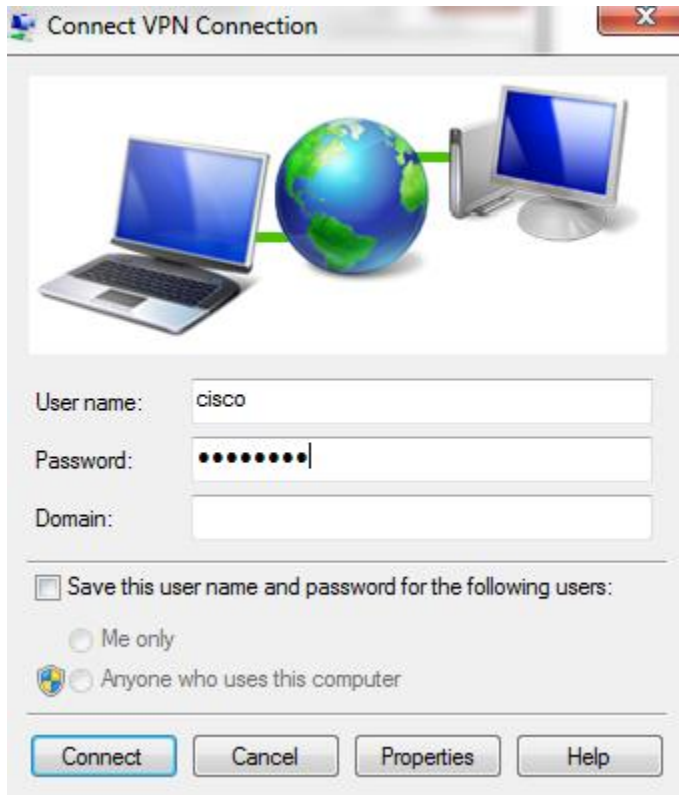 Connect VPN Connection
User name: cisco
Password: ●●●●●●●●
Domain:
Save this user name and password for the following users:
Me only
Anyone who uses this computer
Connect Cancel Properties Help